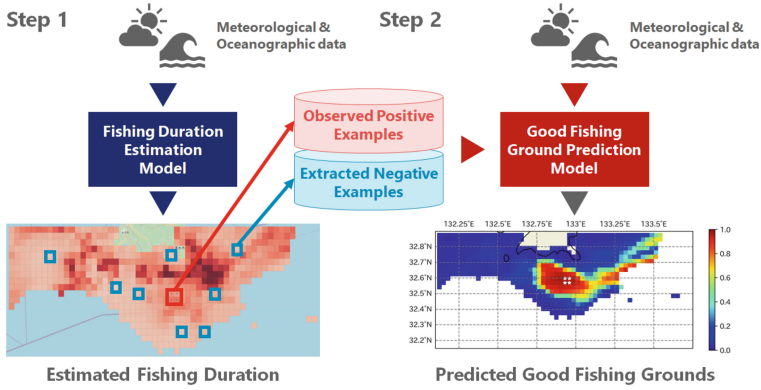 Step 1
Meteorological &
Oceanographic data
Fishing Duration
Estimation
Model
Estimated Fishing Duration
Observed Positive
Examples
Extracted Negative
Examples
Step 2
Meteorological &
Oceanographic data
Good Fishing
Ground Prediction
Model
132.25°E 132.5°E 132.75°E 133°E 133.25°E 133.5°E
32.8°N
32.7°N
32.6°N
32.5°N
32.4°N
32.3°N
32.2°N
1.0
0.8
0.6
0.4
0.2
0.0
Predicted Good Fishing Grounds